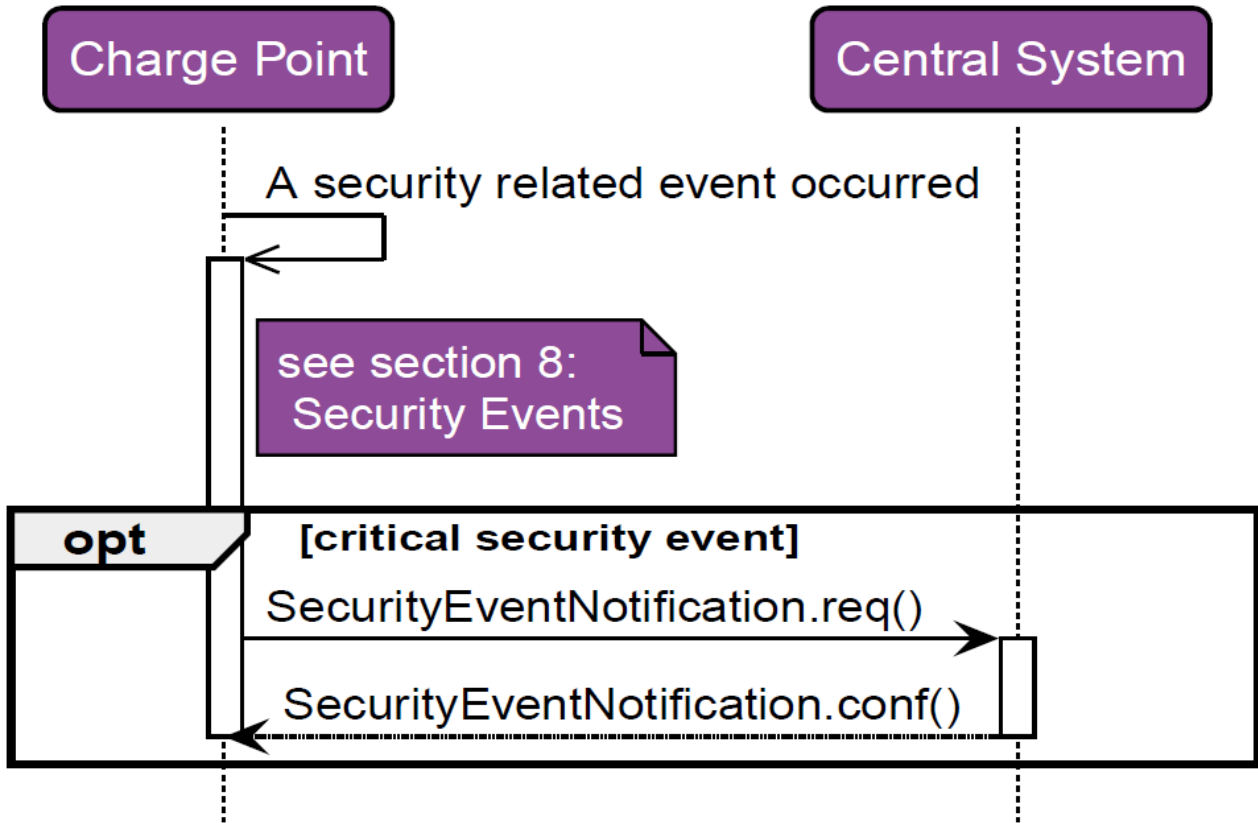 Charge Point
Central System
A security related event occurred
see section 8:
Security Events
opt
[critical security event]
SecurityEventNotification.req()
SecurityEventNotification.conf()